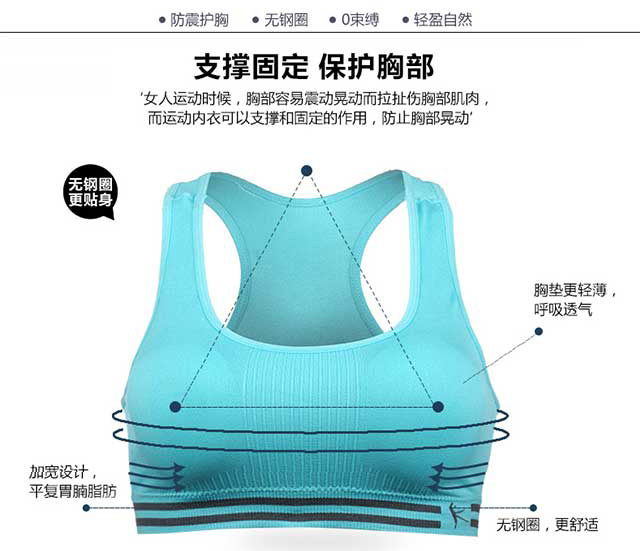 • 防震护胸 • 无钢圈 • 0束缚 • 轻盈自然
支撑固定 保护胸部
'女人运动时候，胸部容易震动晃动而拉扯伤胸部肌肉，
而运动内衣可以支撑和固定的作用，防止胸部晃动'
无钢圈
更贴身
胸垫更轻薄，
呼吸透气
加宽设计，
平复胃腩脂肪
无钢圈，更舒适